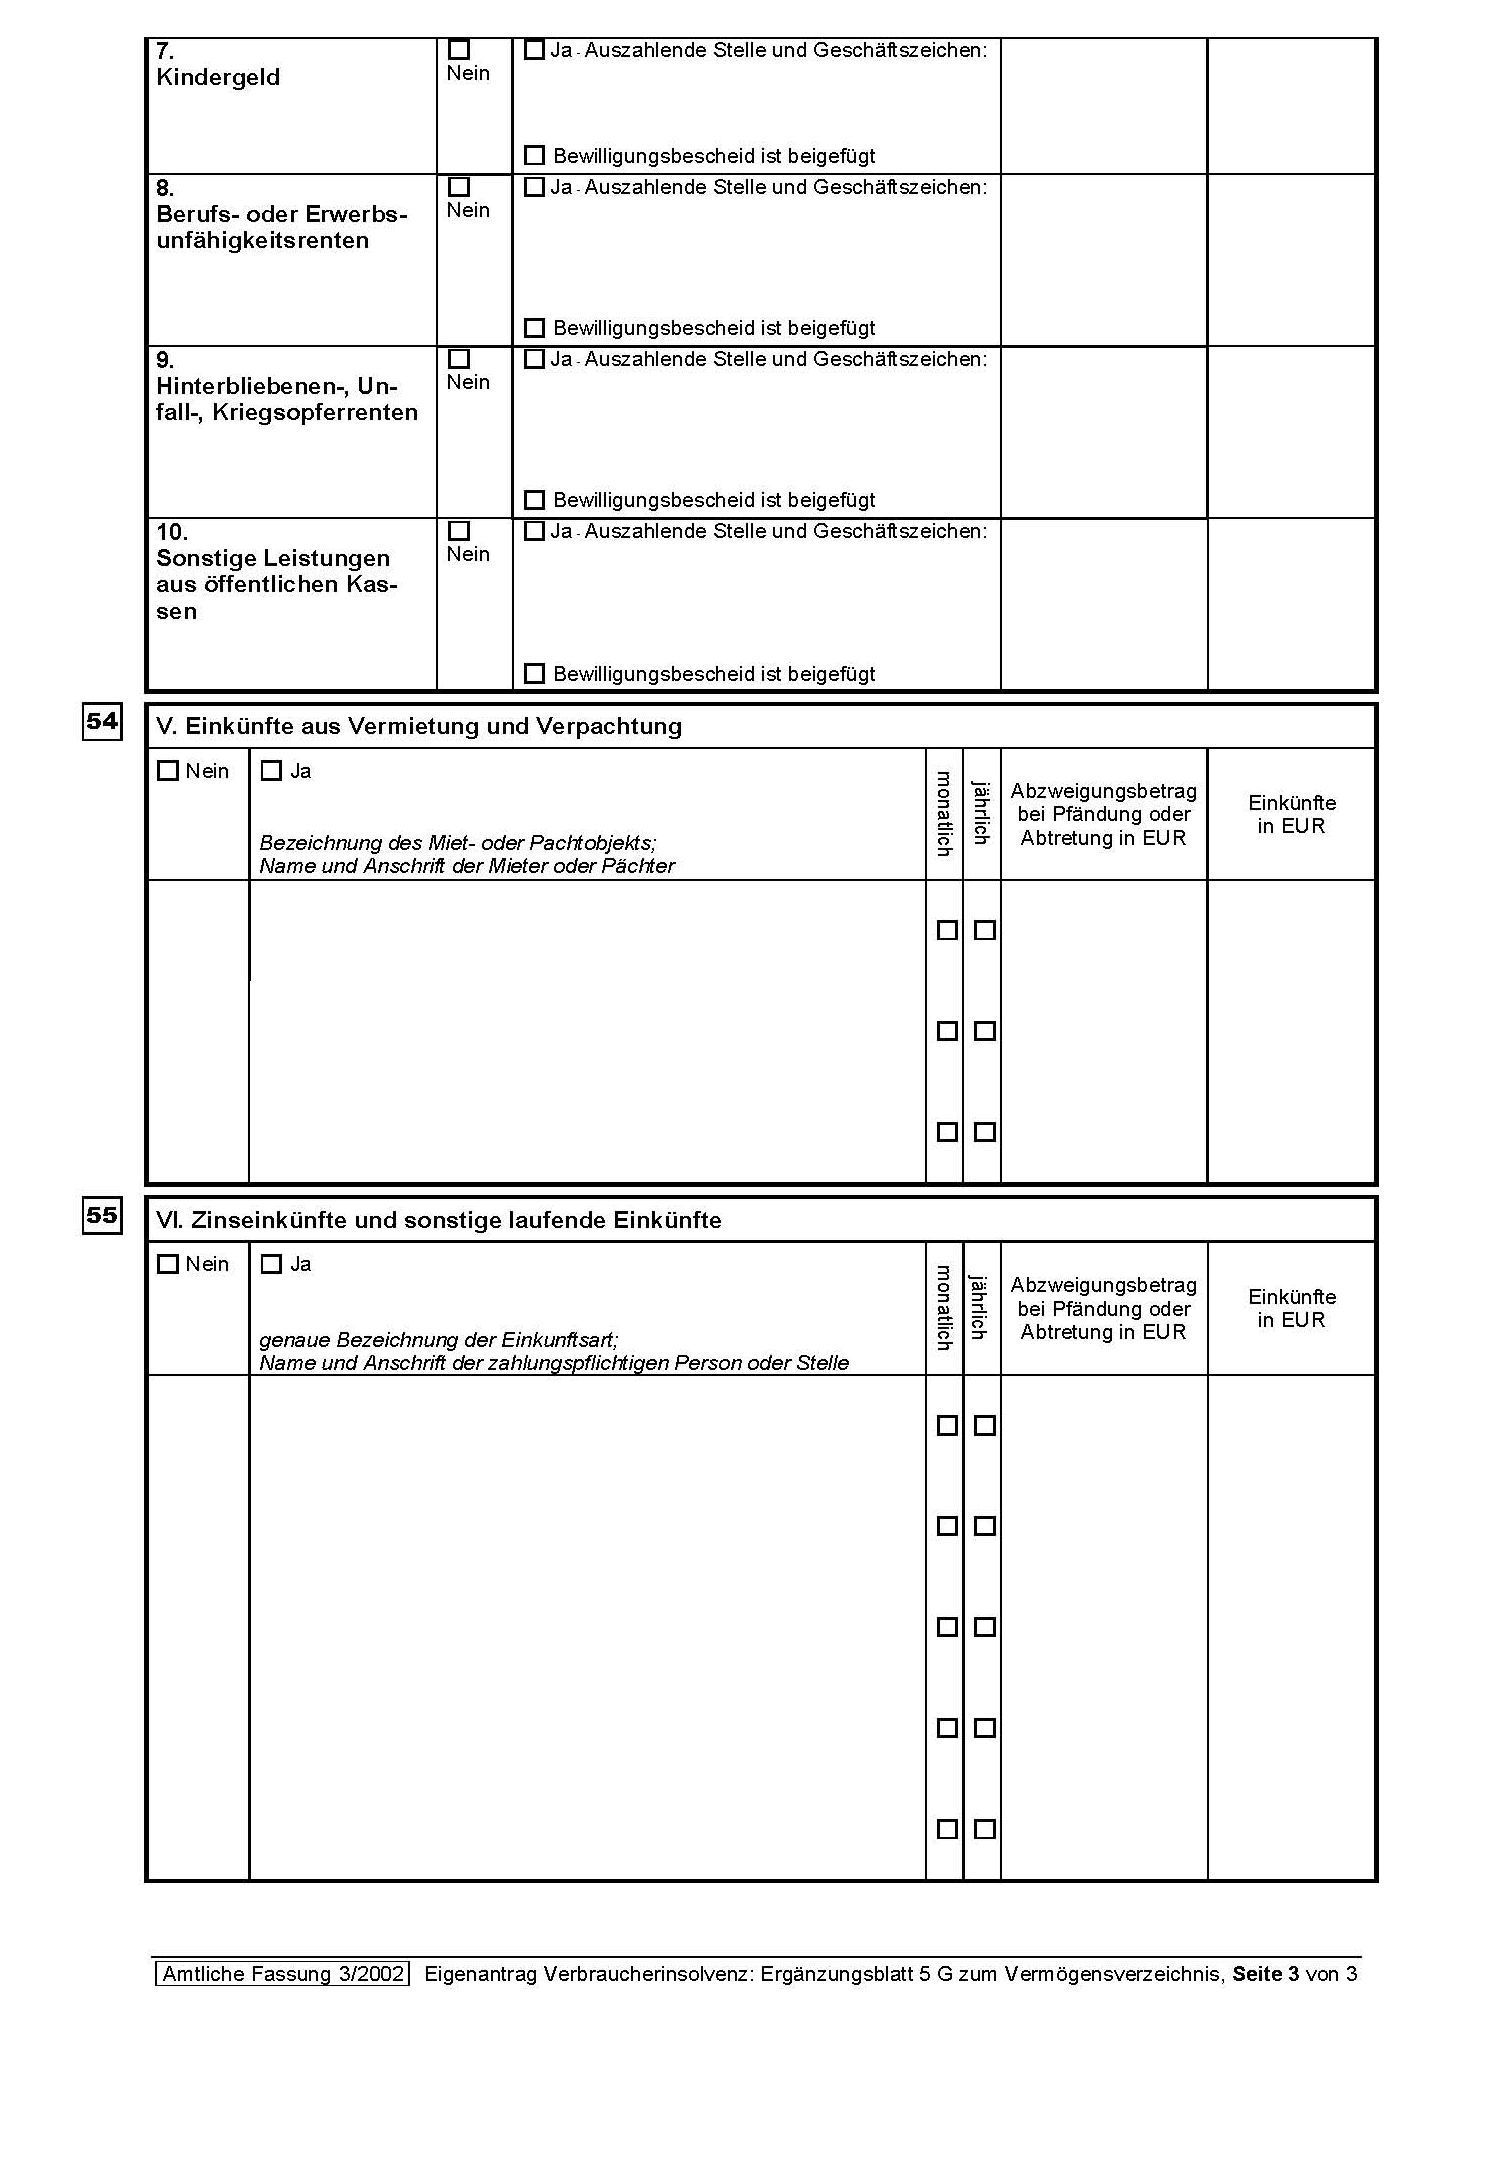 7.
Kindergeld
Nein
Ja - Auszahlende Stelle und Geschäftszeichen:
Bewilligungsbescheid ist beigefügt
8.
Berufs- oder Erwerbs-
unfähigkeitsrenten
Nein
Ja - Auszahlende Stelle und Geschäftszeichen:
Bewilligungsbescheid ist beigefügt
9.
Hinterbliebenen-, Un-
fall-, Kriegsopferrenten
Nein
Ja - Auszahlende Stelle und Geschäftszeichen:
Bewilligungsbescheid ist beigefügt
10.
Sonstige Leistungen
aus öffentlichen Kas-
sen
Nein
Ja - Auszahlende Stelle und Geschäftszeichen:
Bewilligungsbescheid ist beigefügt
54
V. Einkünfte aus Vermietung und Verpachtung
Nein
Ja
Bezeichnung des Miet- oder Pachtobjekts;
Name und Anschrift der Mieter oder Pächter
monatlich
jährlich
Abzweigungsbetrag
bei Pfändung oder
Abtretung in EUR
Einkünfte
in EUR
55
VI. Zinseinkünfte und sonstige laufende Einkünfte
Nein
Ja
genaue Bezeichnung der Einkunftsart;
Name und Anschrift der zahlungspflichtigen Person oder Stelle
monatlich
jährlich
Abzweigungsbetrag
bei Pfändung oder
Abtretung in EUR
Einkünfte
in EUR
Amtliche Fassung 3/2002 Eigenantrag Verbraucherinsolvenz: Ergänzungsblatt 5 G zum Vermögensverzeichnis, Seite 3 von 3